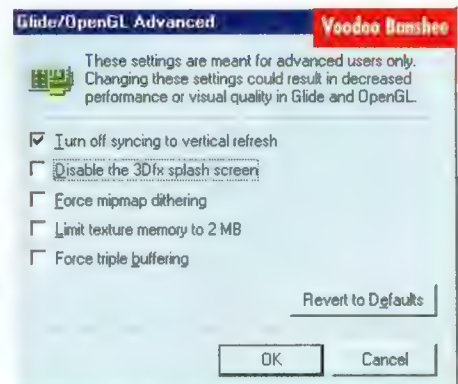 Glide/OpenGL Advanced
Voodoo Banshee
These settings are meant for advanced users only.
Changing these settings could result in decreased
performance or visual quality in Glide and OpenGL.
Turn off syncing to vertical refresh
Disable the 3Dfx splash screen
Force mipmap dithering
Limit texture memory to 2 MB
Force triple buffering
Revert to Defaults
OK
Cancel